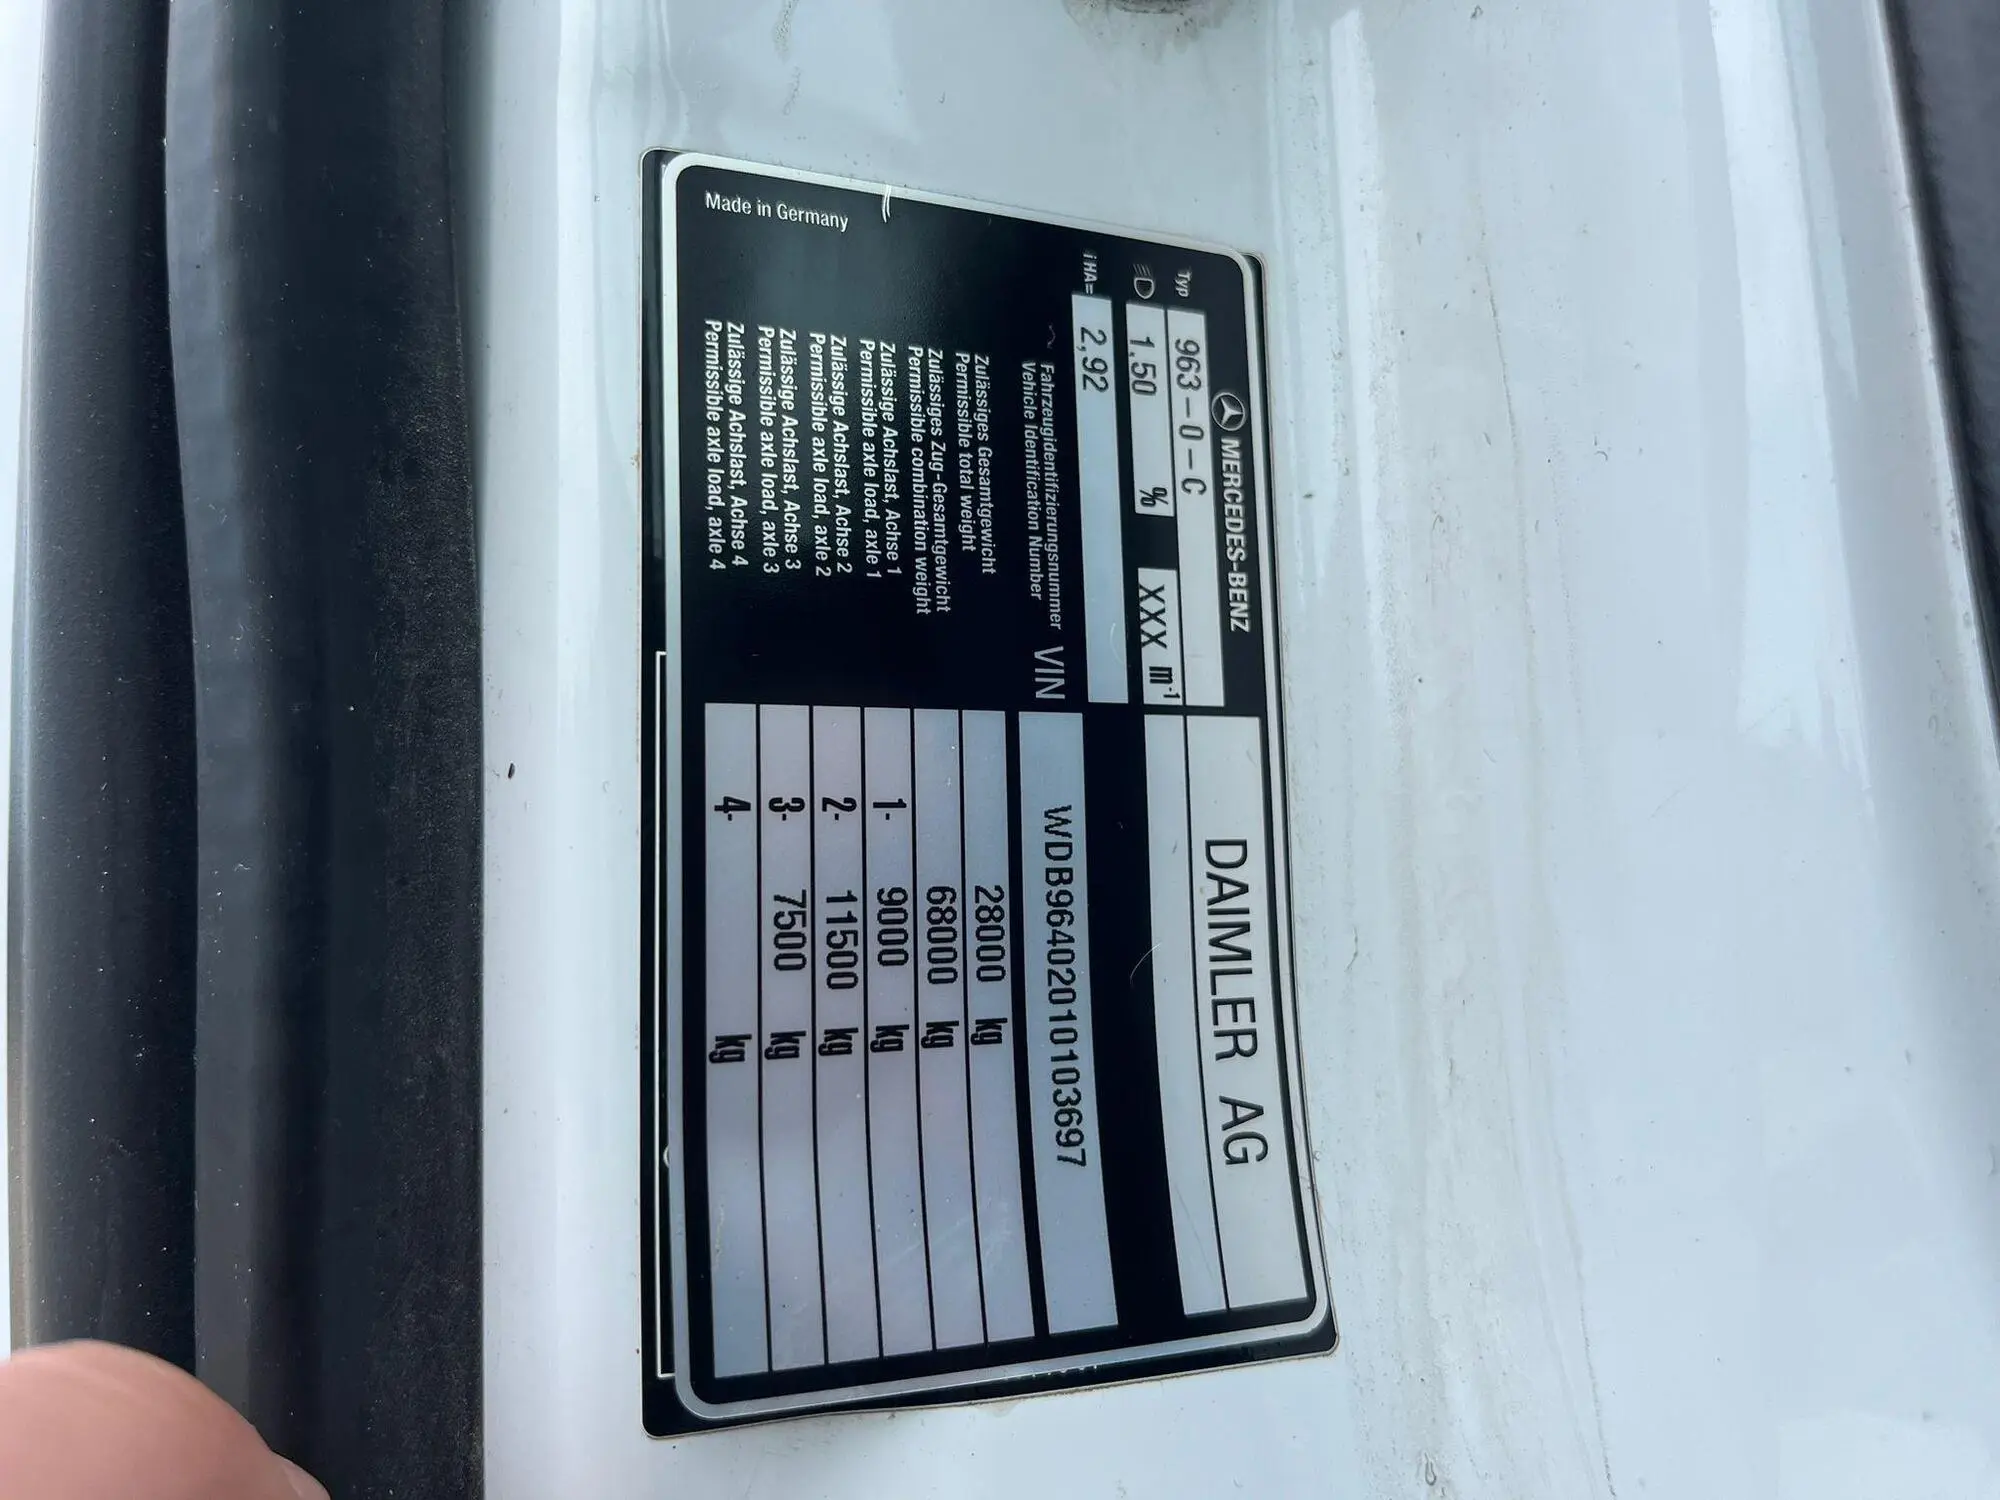 MERCEDES-BENZ
DAIMLER AG
Typ 963-0-C
1,50 % XXX m-1
i HA= 2,92
Fahrzeugidentifizierungsnummer
Vehicle Identification Number
VIN WDB9640201010103697
Zulässiges Gesamtgewicht
Permissible total weight
28000 kg
Zulässiges Zug-Gesamtgewicht
Permissible combination weight
68000 kg
Zulässige Achslast, Achse 1
Permissible axle load, axle 1
1- 9000 kg
Zulässige Achslast, Achse 2
Permissible axle load, axle 2
2- 11500 kg
Zulässige Achslast, Achse 3
Permissible axle load, axle 3
3- 7500 kg
Zulässige Achslast, Achse 4
Permissible axle load, axle 4
4- kg
Made in Germany